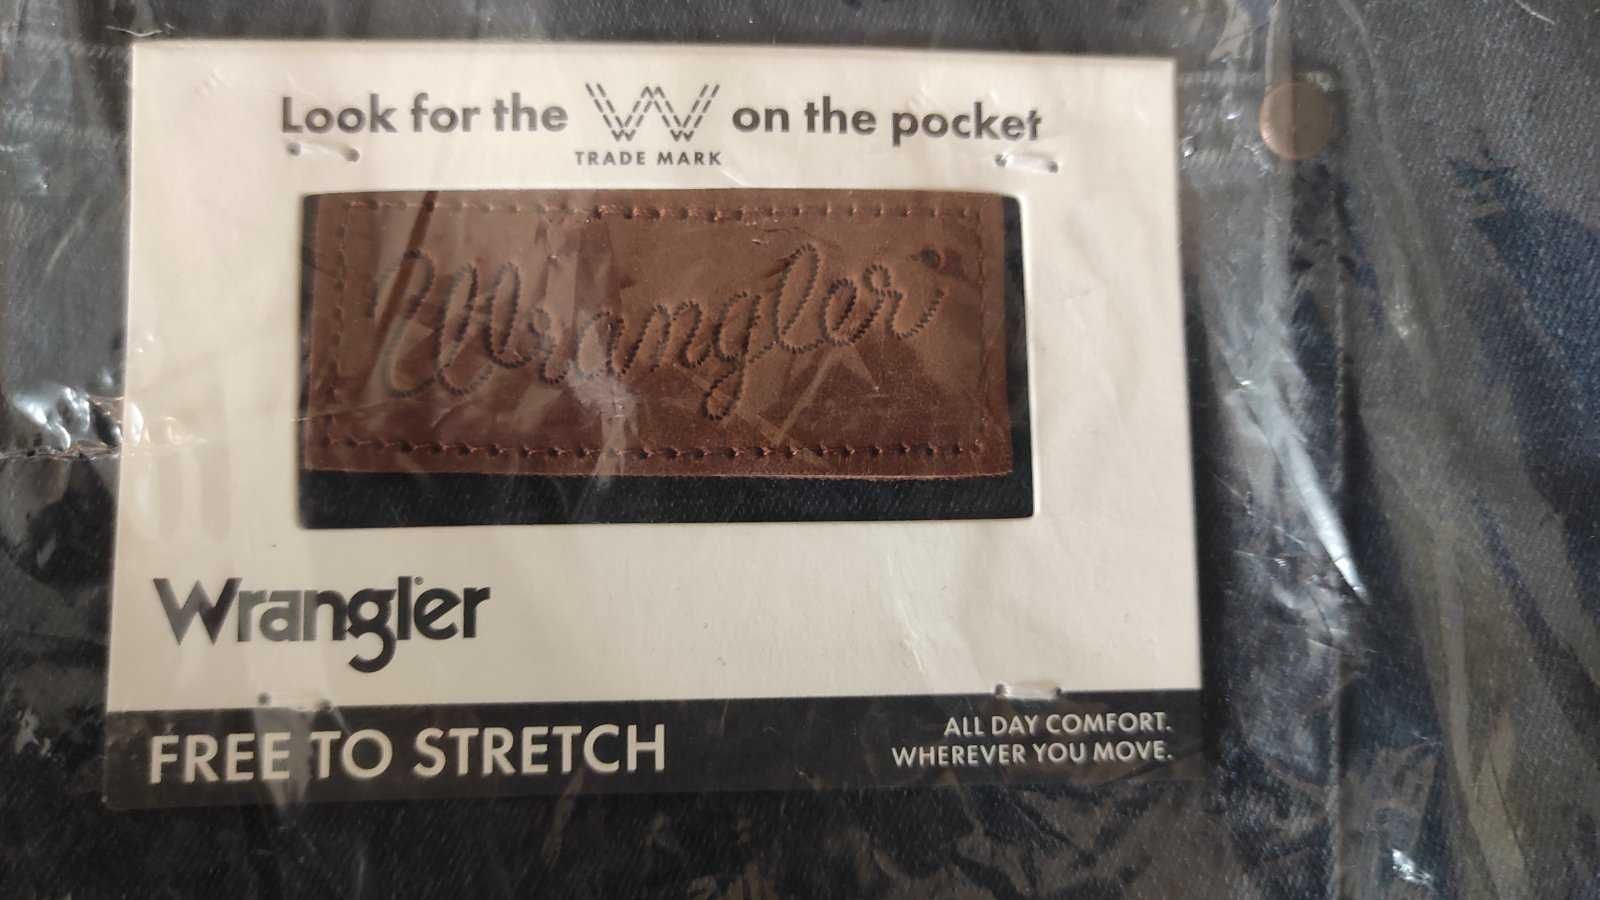 Look for the W on the pocket
TRADE MARK
Wrangler
Wrangler
FREE TO STRETCH
ALL DAY COMFORT.
WHEREVER YOU MOVE.